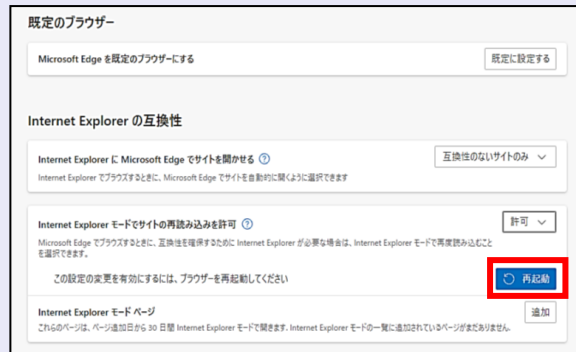 既定のブラウザー
Microsoft Edge を既定のブラウザーにする
既定に設定する
Internet Explorer の互換性
Internet Explorer に Microsoft Edge でサイトを開かせる
互換性のないサイトのみ
Internet Explorer でブラウズするときに、Microsoft Edge でサイトを自動的に開くように選択できます
Internet Explorer モードでサイトの再読み込みを許可
許可
Microsoft Edge でブラウズするときに、互換性を確保するために Internet Explorer が必要な場合は、Internet Explorer モードで再度読み込むこと
を選択できます。
この設定の変更を有効にするには、ブラウザーを再起動してください
再起動
Internet Explorer モード ページ
追加
これらのページは、ページ追加日から 30 日間 Internet Explorer モードで開きます. Internet Explorer モードの一覧に追加されているページがまだありません.